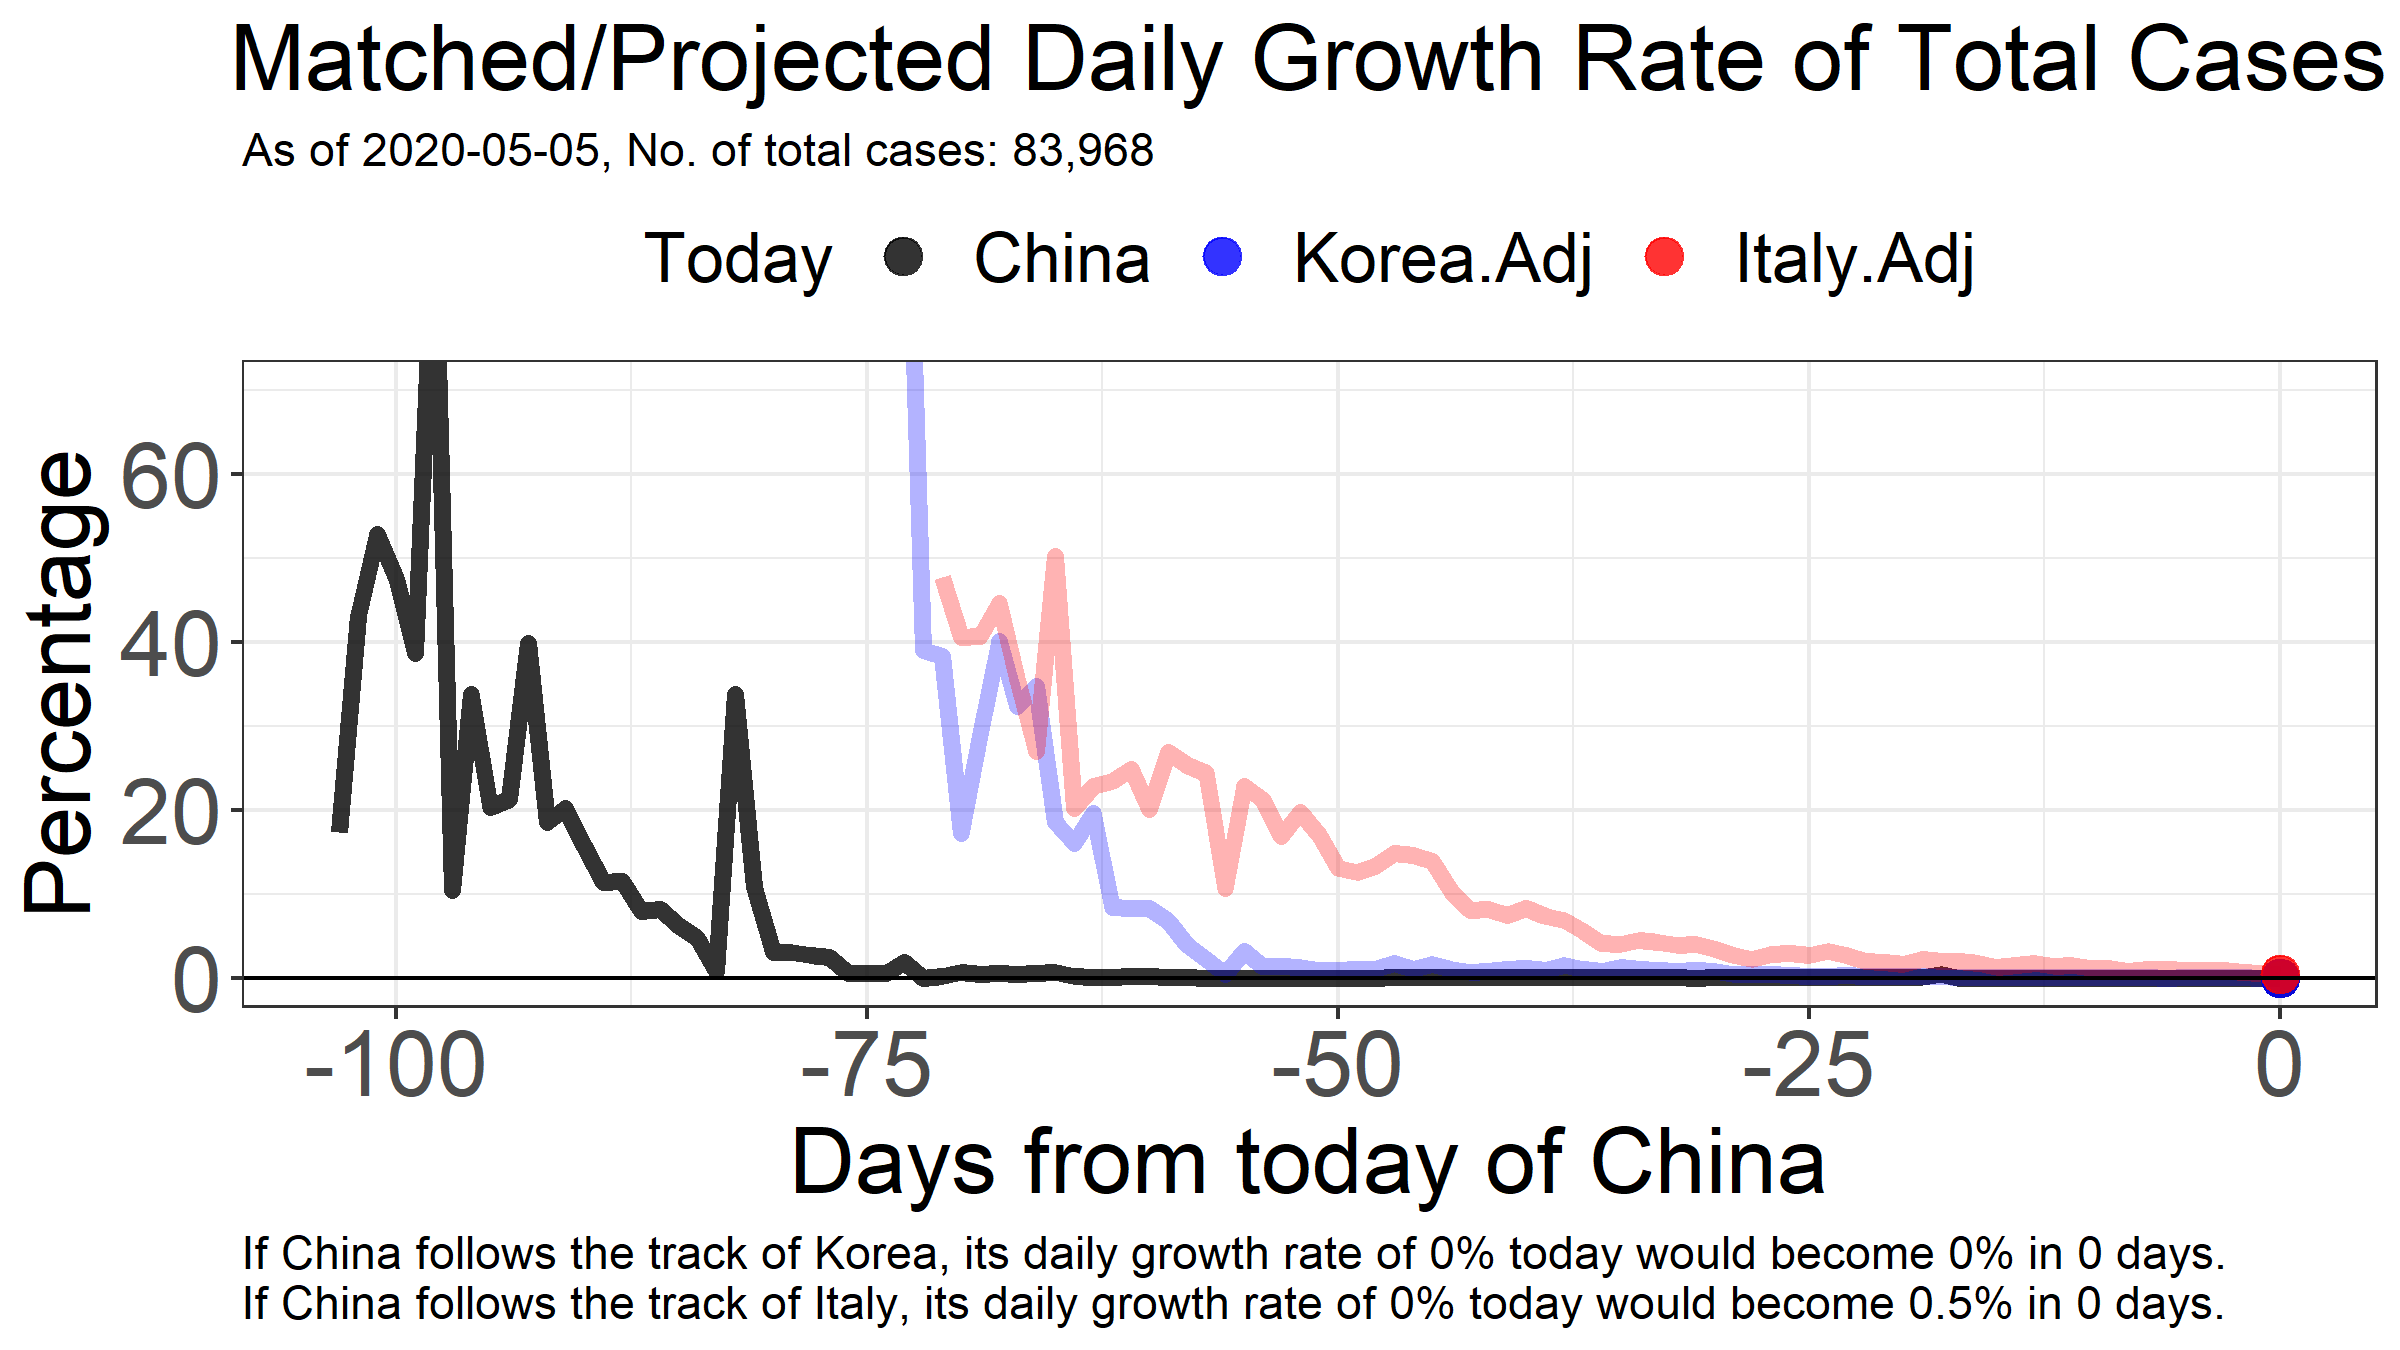 Matched/Projected Daily Growth Rate of Total Cases
As of 2020-05-05, No. of total cases: 83,968
Today China Korea.Adj Italy.Adj
Percentage
60
40
20
0
-100 -75 -50 -25 0
Days from today of China
If China follows the track of Korea, its daily growth rate of 0% today would become 0% in 0 days.
If China follows the track of Italy, its daily growth rate of 0% today would become 0.5% in 0 days.